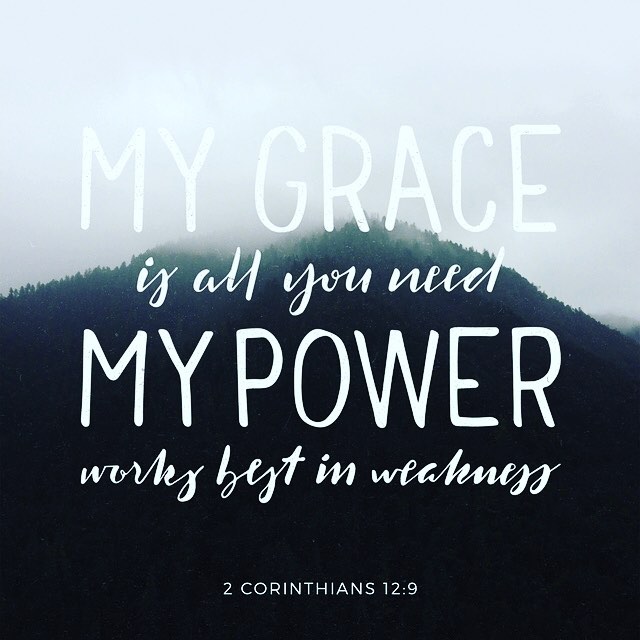 MY GRACE
is all you need
MY POWER
works best in weakness
2 CORINTHIANS 12:9